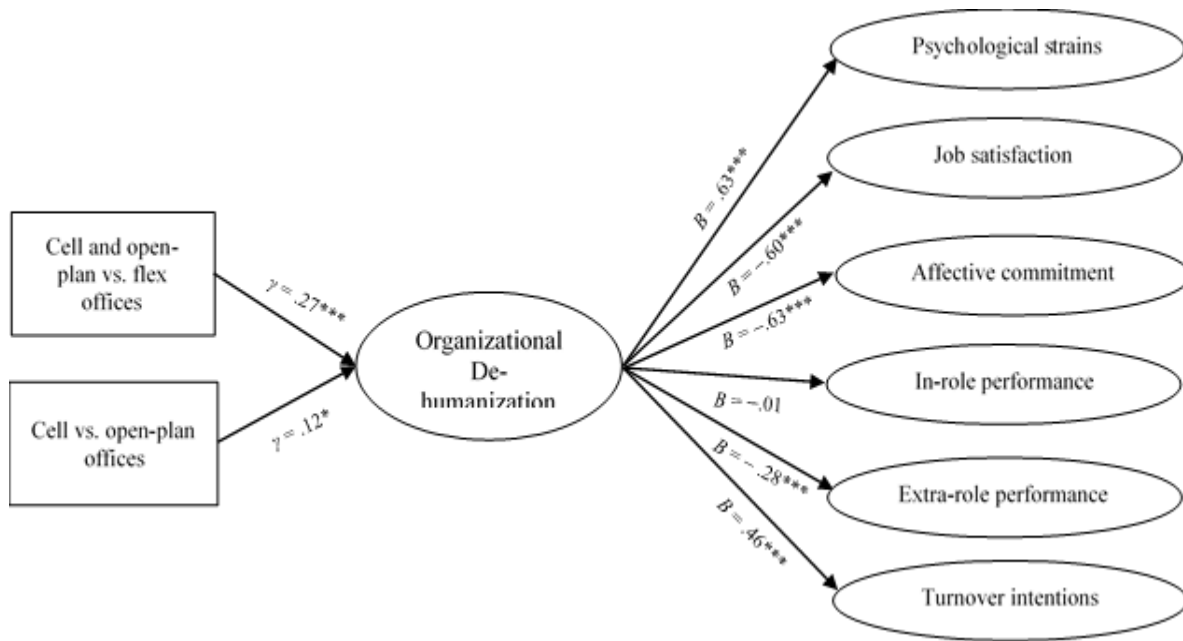 Cell and open-
plan vs. flex
offices
Cell vs. open-plan
offices
γ = .27***
γ = .12*
Organizational
De-
humanization
B = .63***
B = −.60***
B = −.63***
B = −.01
B = − .28***
B = .46***
Psychological strains
Job satisfaction
Affective commitment
In-role performance
Extra-role performance
Turnover intentions